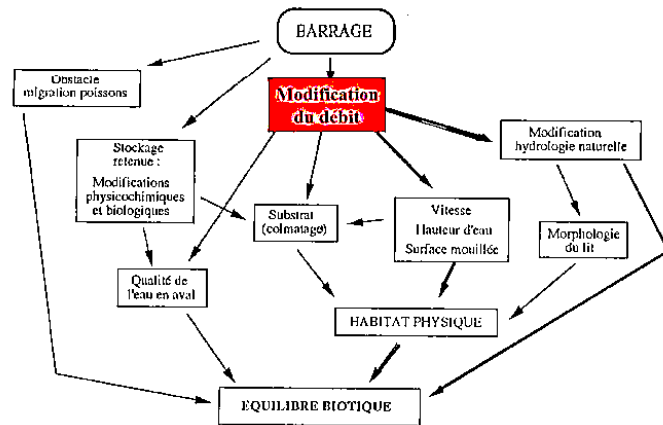 BARRAGE
Obstacle
migration poissons
Modification
du débit
Modification
hydrologie naturelle
Stockage
retenue :
Modifications
physicochimiques
et biologiques
Substrat
(colmatage)
Vitesse
Hauteur d'eau
Surface mouillée
Morphologie
du lit
Qualité de
l'eau en aval
HABITAT PHYSIQUE
EQUILIBRE BIOTIQUE